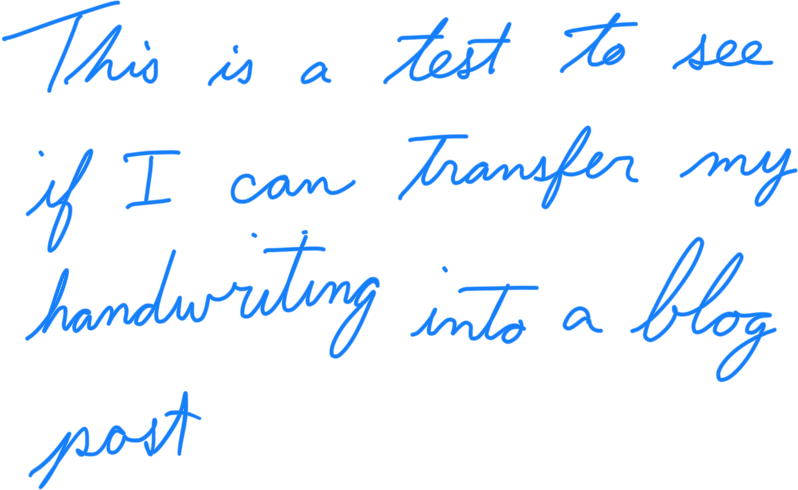 This is a test to see
if I can transfer my
handwriting into a blog
post